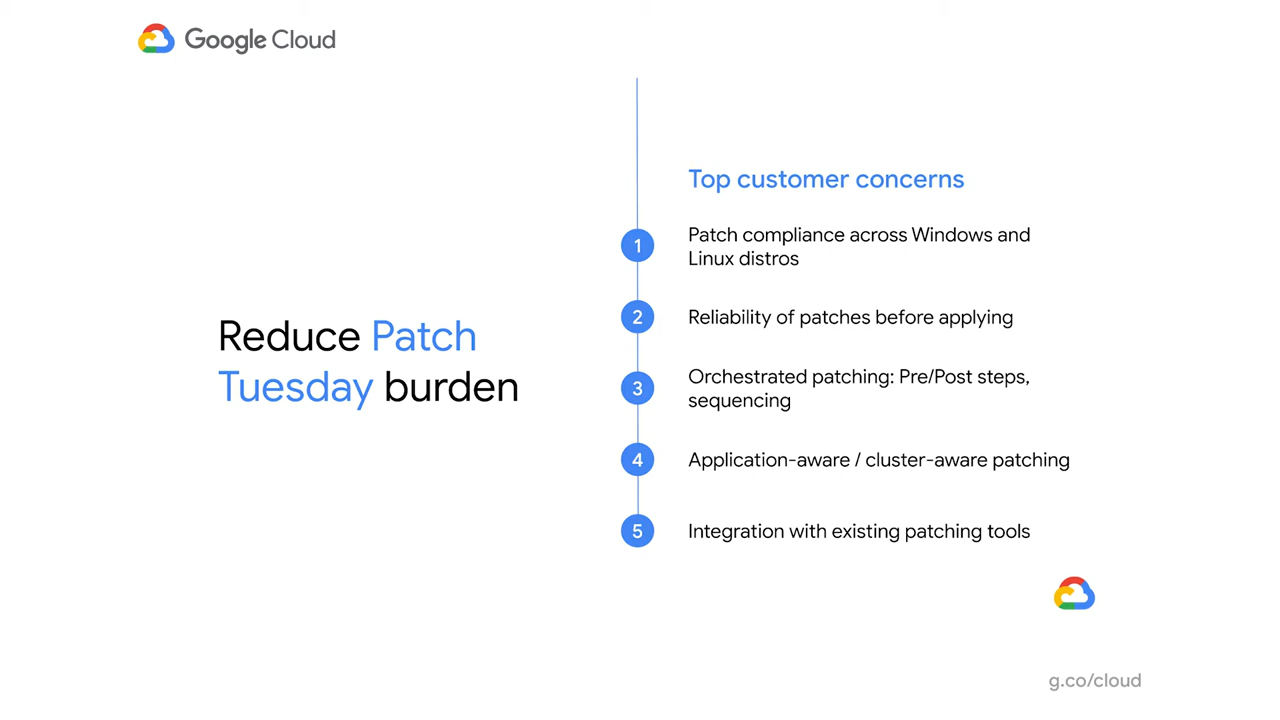 Google Cloud
Reduce Patch
Tuesday burden
Top customer concerns
1
Patch compliance across Windows and
Linux distros
2
Reliability of patches before applying
3
Orchestrated patching: Pre/Post steps,
sequencing
4
Application-aware / cluster-aware patching
5
Integration with existing patching tools
g.co/cloud